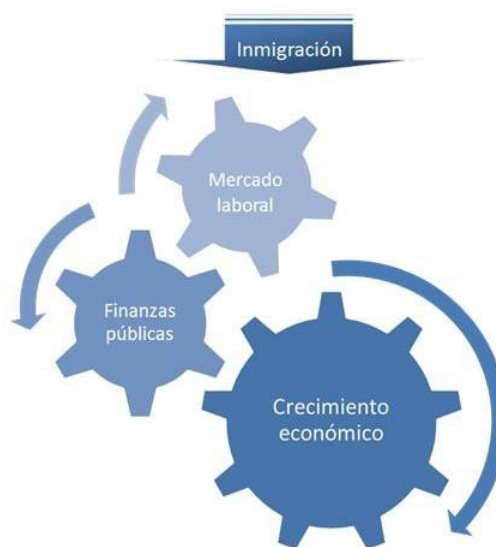 Inmigración
Mercado
laboral
Finanzas
públicas
Crecimiento
económico